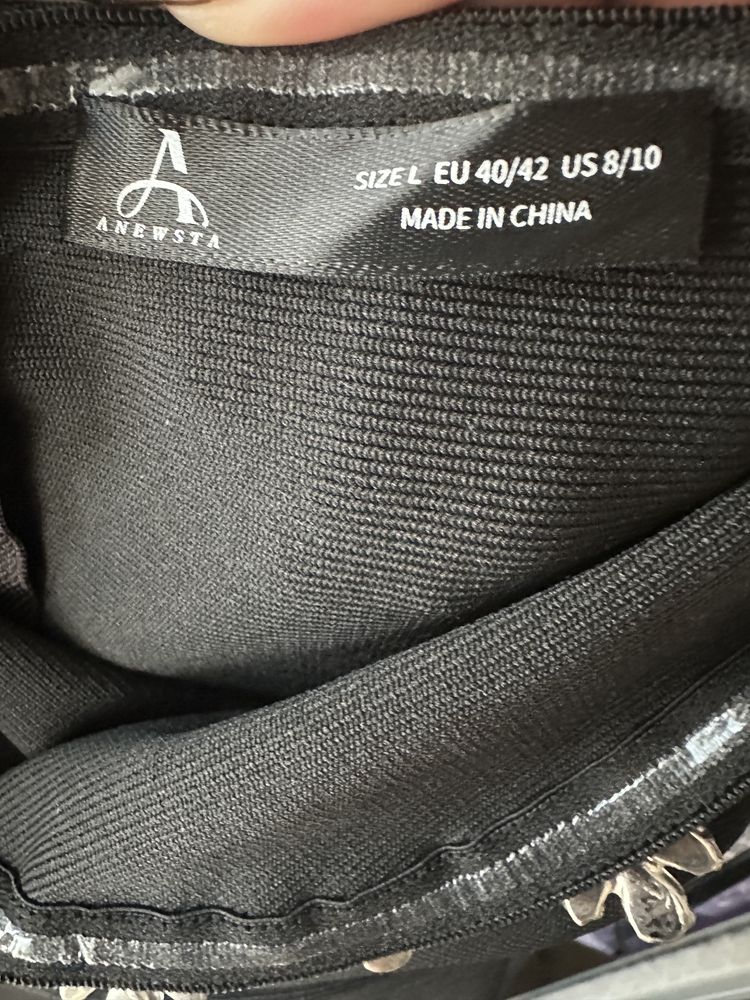 A
ANEWSTA
SIZE L EU 40/42 US 8/10
MADE IN CHINA